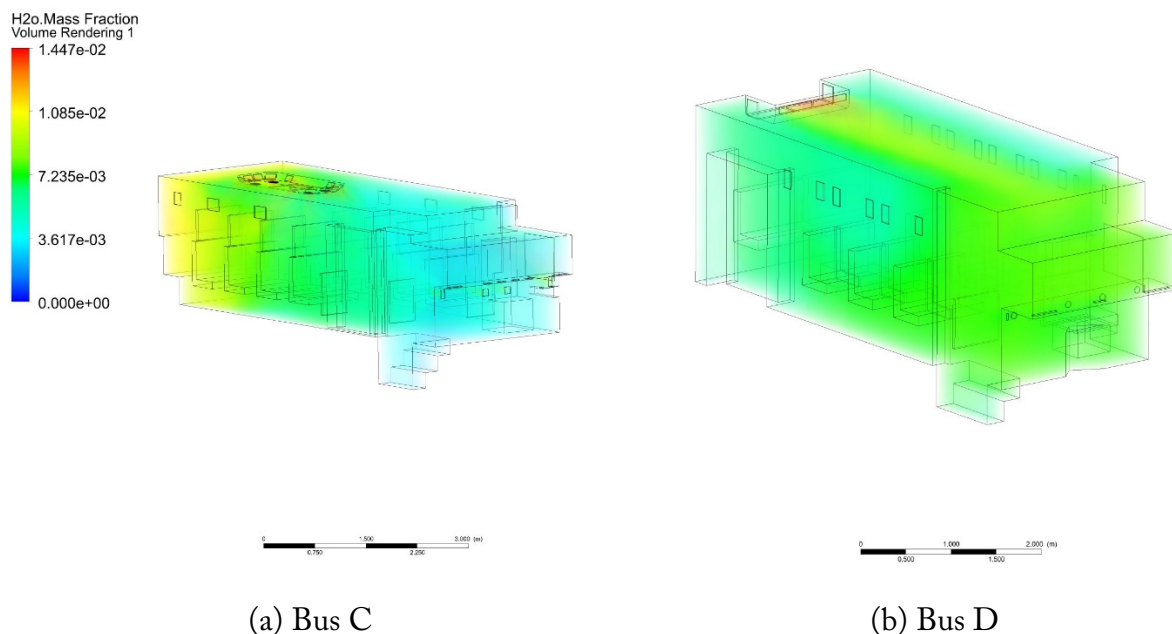 H2o.Mass Fraction
Volume Rendering 1
1.447e-02
1.085e-02
7.235e-03
3.617e-03
0.000e+00
0 1.500 3.000 (m)
0.750 2.250
0 1.000 2.000 (m)
0.500 1.500
(a) Bus C
(b) Bus D